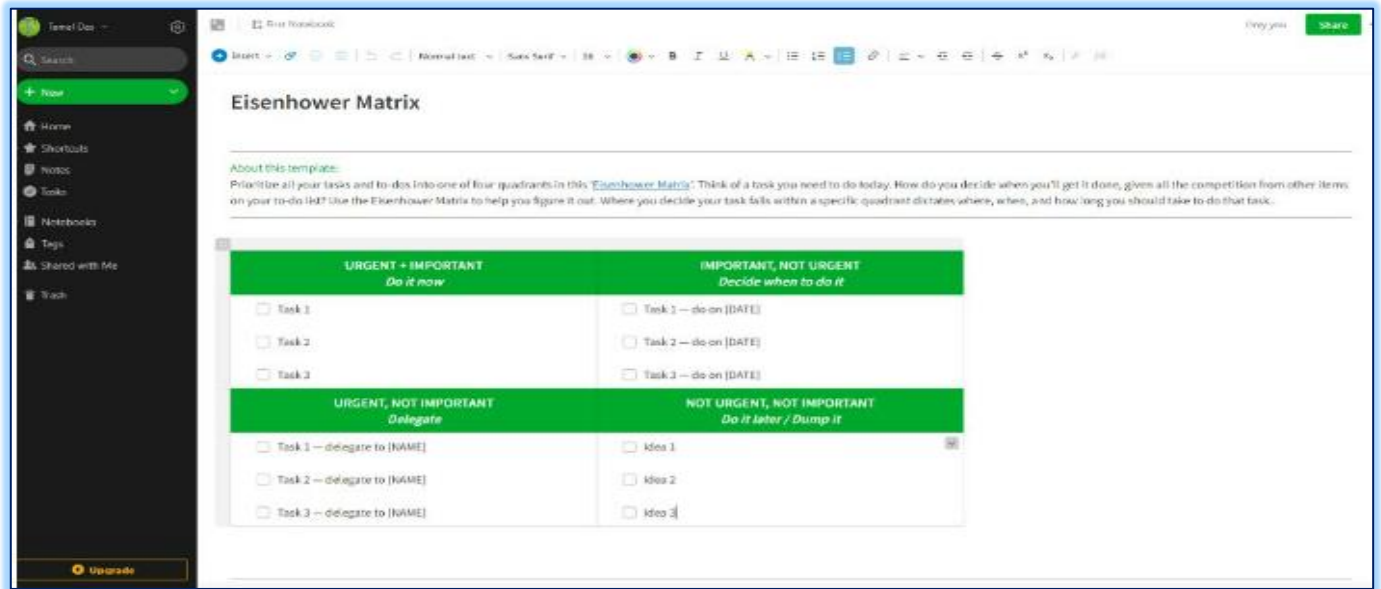 Temel Des
First Notebook
Only you
Share
Search
Insert
Normal text
Sans Serif
B I U A
New
Eisenhower Matrix
Home
Shortcuts
Notes
Tasks
Notebooks
Tags
Shared with Me
Trash
About this template:
Prioritize all your tasks and to-dos into one of four quadrants in this "Eisenhower Matrix". Think of a task you need to do today. How do you decide when you'll get it done, given all the competition from other items
on your to-do list? Use the Eisenhower Matrix to help you figure it out. Where you decide your task falls within a specific quadrant dictates where, when, and how long you should take to do that task.
URGENT + IMPORTANT
Do it now
IMPORTANT, NOT URGENT
Decide when to do it
Task 1
Task 1 — do on [DATE]
Task 2
Task 2 — do on [DATE]
Task 3
Task 3 — do on [DATE]
URGENT, NOT IMPORTANT
Delegate
NOT URGENT, NOT IMPORTANT
Do it later / Dump it
Task 1 — delegate to [NAME]
Idea 1
Task 2 — delegate to [NAME]
Idea 2
Task 3 — delegate to [NAME]
Idea 3
Upgrade